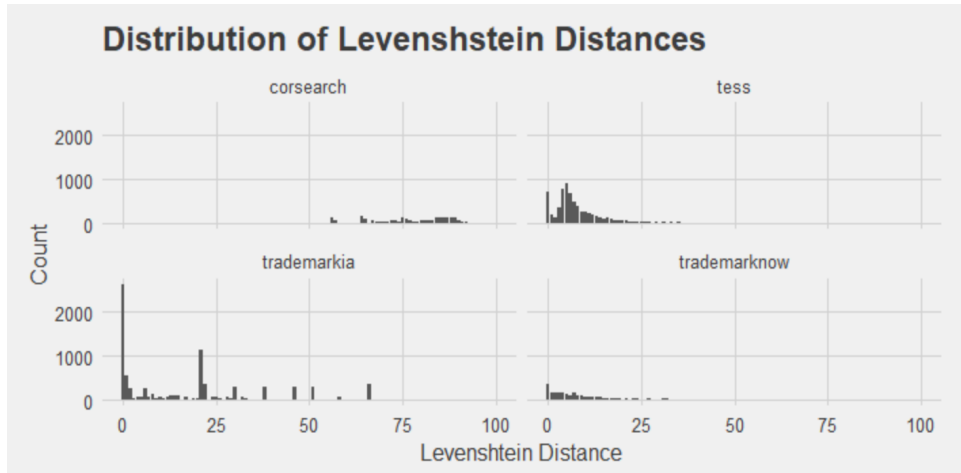 Distribution of Levenshstein Distances
corsearch
tess
2000
1000
0
Count
trademarkia
trademarknow
2000
1000
0
0 25 50 75 100 0 25 50 75 100
Levenshtein Distance